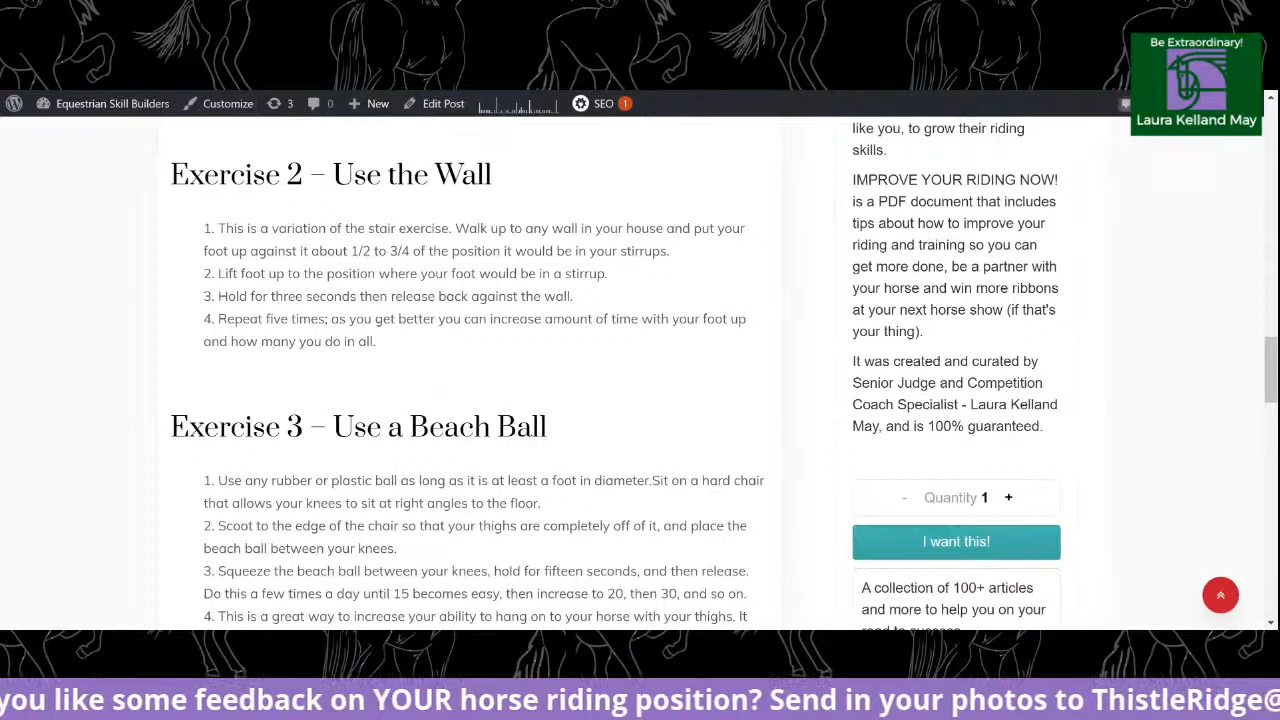 Be Extraordinary!
Laura Kelland May
Equestrian Skill Builders Customize 3 0 New Edit Post SEO 1
Exercise 2 – Use the Wall
1. This is a variation of the stair exercise. Walk up to any wall in your house and put your
foot up against it about 1/2 to 3/4 of the position it would be in your stirrups.
2. Lift foot up to the position where your foot would be in a stirrup.
3. Hold for three seconds then release back against the wall.
4. Repeat five times; as you get better you can increase amount of time with your foot up
and how many you do in all.
Exercise 3 – Use a Beach Ball
1. Use any rubber or plastic ball as long as it is at least a foot in diameter.Sit on a hard chair
that allows your knees to sit at right angles to the floor.
2. Scoot to the edge of the chair so that your thighs are completely off of it, and place the
beach ball between your knees.
3. Squeeze the beach ball between your knees, hold for fifteen seconds, and then release.
Do this a few times a day until 15 becomes easy, then increase to 20, then 30, and so on.
4. This is a great way to increase your ability to hang on to your horse with your thighs. It
like you, to grow their riding
skills.
IMPROVE YOUR RIDING NOW!
is a PDF document that includes
tips about how to improve your
riding and training so you can
get more done, be a partner with
your horse and win more ribbons
at your next horse show (if that's
your thing).
It was created and curated by
Senior Judge and Competition
Coach Specialist - Laura Kelland
May, and is 100% guaranteed.
- Quantity 1 +
I want this!
A collection of 100+ articles
and more to help you on your
road to success
you like some feedback on YOUR horse riding position? Send in your photos to ThistleRidge@